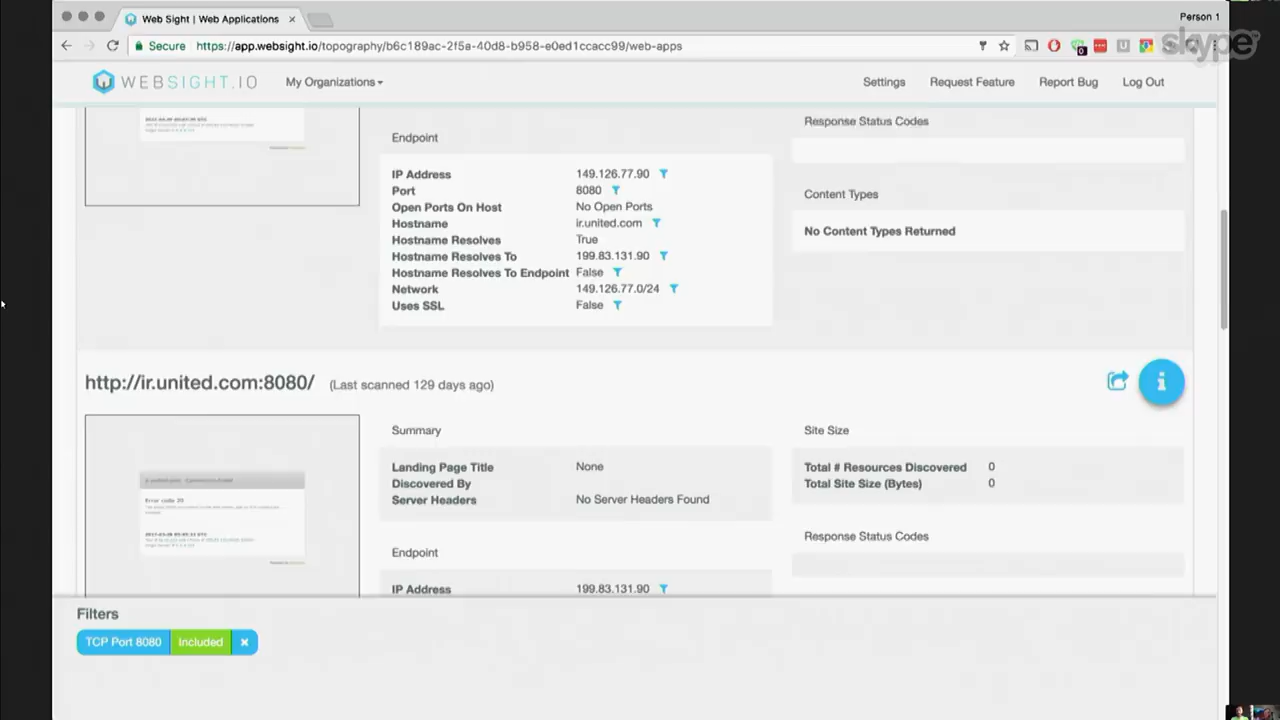 Web Sight | Web Applications
Person 1
Secure https://app.websight.io/topography/b6c189ac-2f5a-40d8-b958-e0ed1ccacc99/web-apps
skype
WEBSIGHT.IO My Organizations Settings Request Feature Report Bug Log Out
Response Status Codes
Endpoint
IP Address 149.126.77.90
Port 8080
Open Ports On Host No Open Ports
Hostname ir.united.com
Hostname Resolves True
Hostname Resolves To 199.83.131.90
Hostname Resolves To Endpoint False
Network 149.126.77.0/24
Uses SSL False
Content Types
No Content Types Returned
http://ir.united.com:8080/ (Last scanned 129 days ago)
Summary
Landing Page Title None
Discovered By
Server Headers No Server Headers Found
Site Size
Total # Resources Discovered 0
Total Site Size (Bytes) 0
Error code 20
Endpoint
IP Address 199.83.131.90
Response Status Codes
Filters
TCP Port 8080 Included